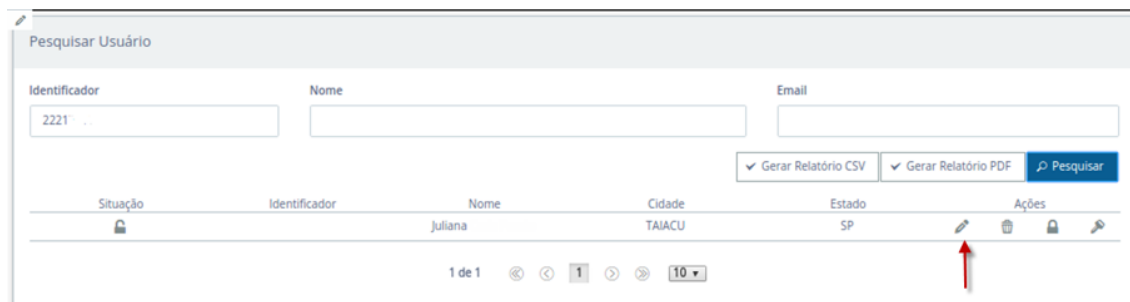 Pesquisar Usuário
Identificador Nome Email
2221
Gerar Relatório CSV Gerar Relatório PDF Pesquisar
Situação Identificador Nome Cidade Estado Ações
Juliana TAIACU SP
1 de 1 1 10